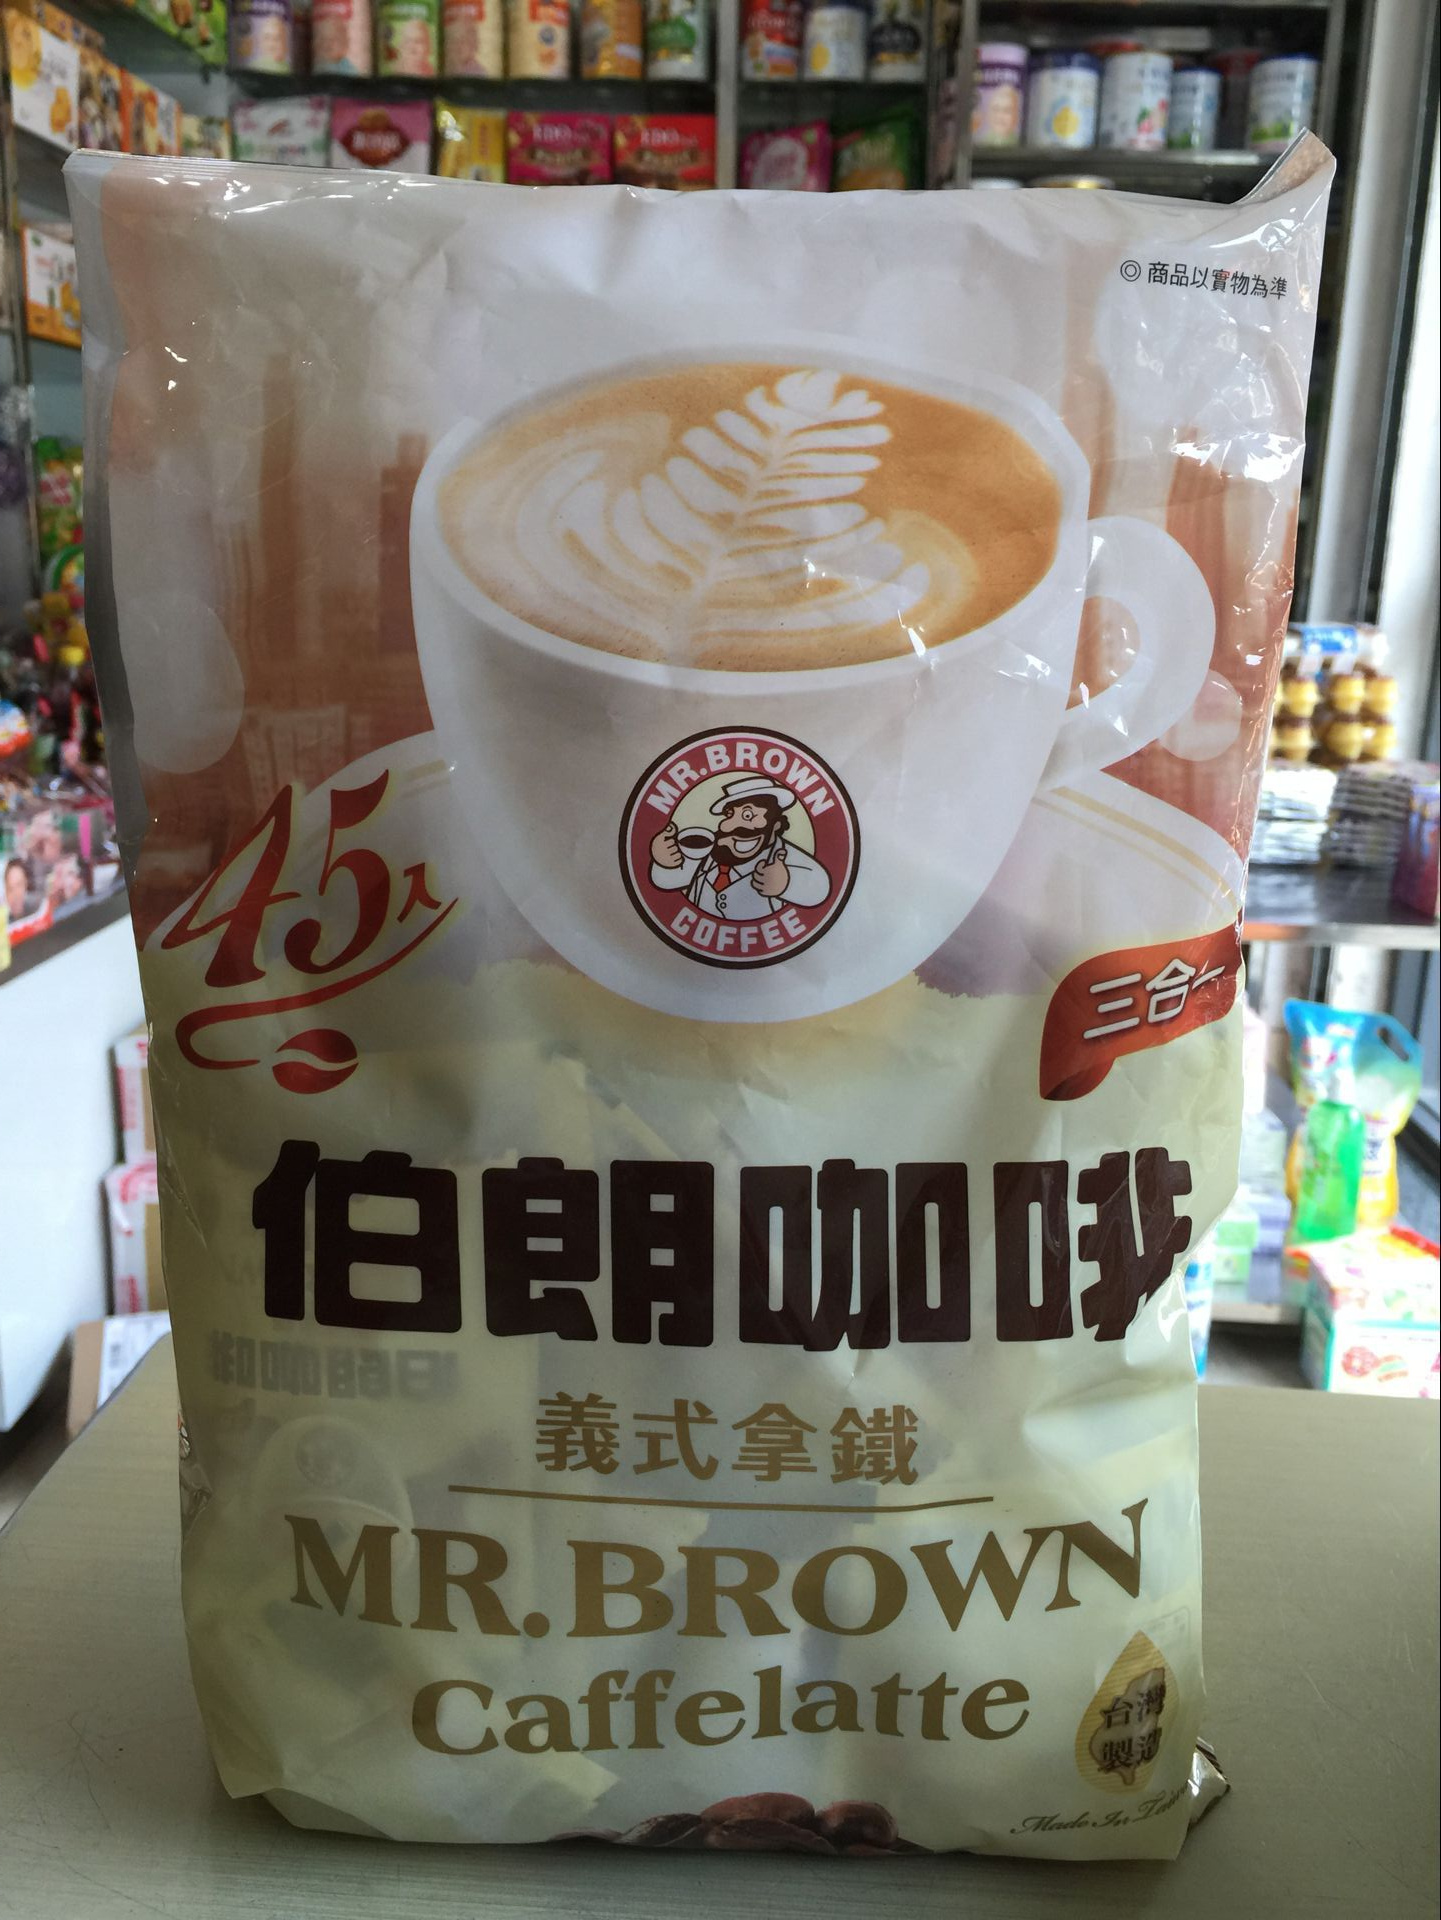 ◎ 商品以實物為準
MR.BROWN
COFFEE
45入
三合一
伯朗咖啡
義式拿鐵
MR.BROWN
Caffelatte
台灣
製造
Made In Taiwan